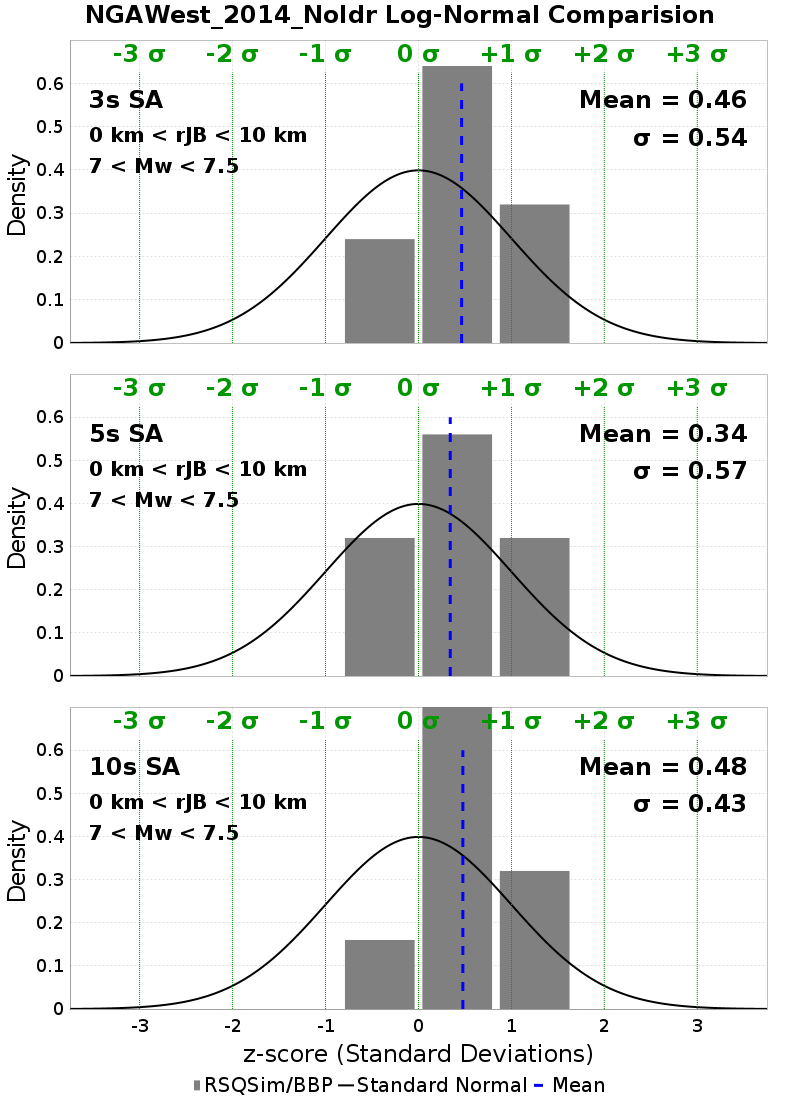 NGAWest_2014_NoIdr Log-Normal Comparision
-3 σ -2 σ -1 σ 0 σ +1 σ +2 σ +3 σ
3s SA Mean = 0.46
0 km < rJB < 10 km σ = 0.54
7 < Mw < 7.5
Density
0.6
0.5
0.4
0.3
0.2
0.1
0
-3 σ -2 σ -1 σ 0 σ +1 σ +2 σ +3 σ
5s SA Mean = 0.34
0 km < rJB < 10 km σ = 0.57
7 < Mw < 7.5
Density
0.6
0.5
0.4
0.3
0.2
0.1
0
-3 σ -2 σ -1 σ 0 σ +1 σ +2 σ +3 σ
10s SA Mean = 0.48
0 km < rJB < 10 km σ = 0.43
7 < Mw < 7.5
Density
0.6
0.5
0.4
0.3
0.2
0.1
0
-3 -2 -1 0 1 2 3
z-score (Standard Deviations)
RSQSim/BBP Standard Normal Mean